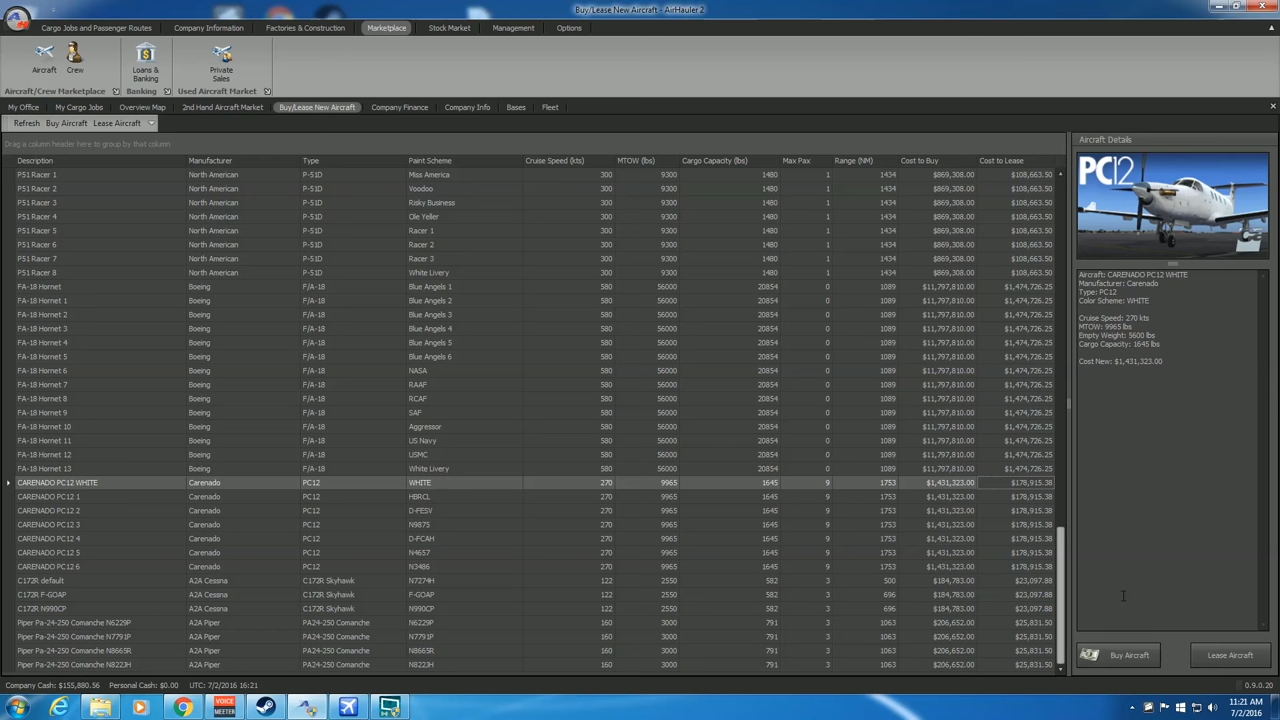 Buy/Lease New Aircraft - AirHauler 2
Cargo Jobs and Passenger Routes Company Information Factories & Construction Marketplace Stock Market Management Options
Aircraft Crew Loans & Banking Private Sales
Aircraft/Crew Marketplace Banking Used Aircraft Market
My Office My Cargo Jobs Overview Map 2nd Hand Aircraft Market Buy/Lease New Aircraft Company Finance Company Info Bases Fleet
Refresh Buy Aircraft Lease Aircraft
Drag a column header here to group by that column
Description Manufacturer Type Paint Scheme Cruise Speed (kts) MTOW (lbs) Cargo Capacity (lbs) Max Pax Range (NM) Cost to Buy Cost to Lease
P51 Racer 1 North American P-51D Miss America 300 9300 1480 1 1434 $869,308.00 $108,663.50
P51 Racer 2 North American P-51D Voodoo 300 9300 1480 1 1434 $869,308.00 $108,663.50
P51 Racer 3 North American P-51D Risky Business 300 9300 1480 1 1434 $869,308.00 $108,663.50
P51 Racer 4 North American P-51D Ole Yeller 300 9300 1480 1 1434 $869,308.00 $108,663.50
P51 Racer 5 North American P-51D Racer 1 300 9300 1480 1 1434 $869,308.00 $108,663.50
P51 Racer 6 North American P-51D Racer 2 300 9300 1480 1 1434 $869,308.00 $108,663.50
P51 Racer 7 North American P-51D Racer 3 300 9300 1480 1 1434 $869,308.00 $108,663.50
P51 Racer 8 North American P-51D White Livery 300 9300 1480 1 1434 $869,308.00 $108,663.50
FA-18 Hornet Boeing F/A-18 Blue Angels 1 580 56000 20854 0 1089 $11,797,810.00 $1,474,726.25
FA-18 Hornet 1 Boeing F/A-18 Blue Angels 2 580 56000 20854 0 1089 $11,797,810.00 $1,474,726.25
FA-18 Hornet 2 Boeing F/A-18 Blue Angels 3 580 56000 20854 0 1089 $11,797,810.00 $1,474,726.25
FA-18 Hornet 3 Boeing F/A-18 Blue Angels 4 580 56000 20854 0 1089 $11,797,810.00 $1,474,726.25
FA-18 Hornet 4 Boeing F/A-18 Blue Angels 5 580 56000 20854 0 1089 $11,797,810.00 $1,474,726.25
FA-18 Hornet 5 Boeing F/A-18 Blue Angels 6 580 56000 20854 0 1089 $11,797,810.00 $1,474,726.25
FA-18 Hornet 6 Boeing F/A-18 NASA 580 56000 20854 0 1089 $11,797,810.00 $1,474,726.25
FA-18 Hornet 7 Boeing F/A-18 RAAF 580 56000 20854 0 1089 $11,797,810.00 $1,474,726.25
FA-18 Hornet 8 Boeing F/A-18 RCAF 580 56000 20854 0 1089 $11,797,810.00 $1,474,726.25
FA-18 Hornet 9 Boeing F/A-18 SAF 580 56000 20854 0 1089 $11,797,810.00 $1,474,726.25
FA-18 Hornet 10 Boeing F/A-18 Aggressor 580 56000 20854 0 1089 $11,797,810.00 $1,474,726.25
FA-18 Hornet 11 Boeing F/A-18 US Navy 580 56000 20854 0 1089 $11,797,810.00 $1,474,726.25
FA-18 Hornet 12 Boeing F/A-18 USMC 580 56000 20854 0 1089 $11,797,810.00 $1,474,726.25
FA-18 Hornet 13 Boeing F/A-18 White Livery 580 56000 20854 0 1089 $11,797,810.00 $1,474,726.25
CARENADO PC12 WHITE Carenado PC12 WHITE 270 9965 1645 9 1753 $1,431,323.00 $178,915.38
CARENADO PC12 1 Carenado PC12 HBRCL 270 9965 1645 9 1753 $1,431,323.00 $178,915.38
CARENADO PC12 2 Carenado PC12 D-FESV 270 9965 1645 9 1753 $1,431,323.00 $178,915.38
CARENADO PC12 3 Carenado PC12 N9875 270 9965 1645 9 1753 $1,431,323.00 $178,915.38
CARENADO PC12 4 Carenado PC12 D-FCAH 270 9965 1645 9 1753 $1,431,323.00 $178,915.38
CARENADO PC12 5 Carenado PC12 N4657 270 9965 1645 9 1753 $1,431,323.00 $178,915.38
CARENADO PC12 6 Carenado PC12 N3486 270 9965 1645 9 1753 $1,431,323.00 $178,915.38
C172R default A2A Cessna C172R Skyhawk N7274H 122 2550 582 3 500 $184,783.00 $23,097.88
C172R F-GOAP A2A Cessna C172R Skyhawk F-GOAP 122 2550 582 3 696 $184,783.00 $23,097.88
C172R N990CP A2A Cessna C172R Skyhawk N990CP 122 2550 582 3 696 $184,783.00 $23,097.88
Piper Pa-24-250 Comanche N6229P A2A Piper PA24-250 Comanche N6229P 160 3000 791 3 1063 $206,652.00 $25,831.50
Piper Pa-24-250 Comanche N7791P A2A Piper PA24-250 Comanche N7791P 160 3000 791 3 1063 $206,652.00 $25,831.50
Piper Pa-24-250 Comanche N8665R A2A Piper PA24-250 Comanche N8665R 160 3000 791 3 1063 $206,652.00 $25,831.50
Piper Pa-24-250 Comanche N822JH A2A Piper PA24-250 Comanche N822JH 160 3000 791 3 1063 $206,652.00 $25,831.50
Aircraft Details
PC12
Aircraft: CARENADO PC12 WHITE
Manufacturer: Carenado
Type: PC12
Color Scheme: WHITE
Cruise Speed: 270 kts
MTOW: 9965 lbs
Empty Weight: 5600 lbs
Cargo Capacity: 1645 lbs
Cost New: $1,431,323.00
Buy Aircraft Lease Aircraft
Company Cash: $155,880.56 Personal Cash: $0.00 UTC: 7/2/2016 16:21 0.9.0.20
VOICE MEETER
11:21 AM
7/2/2016